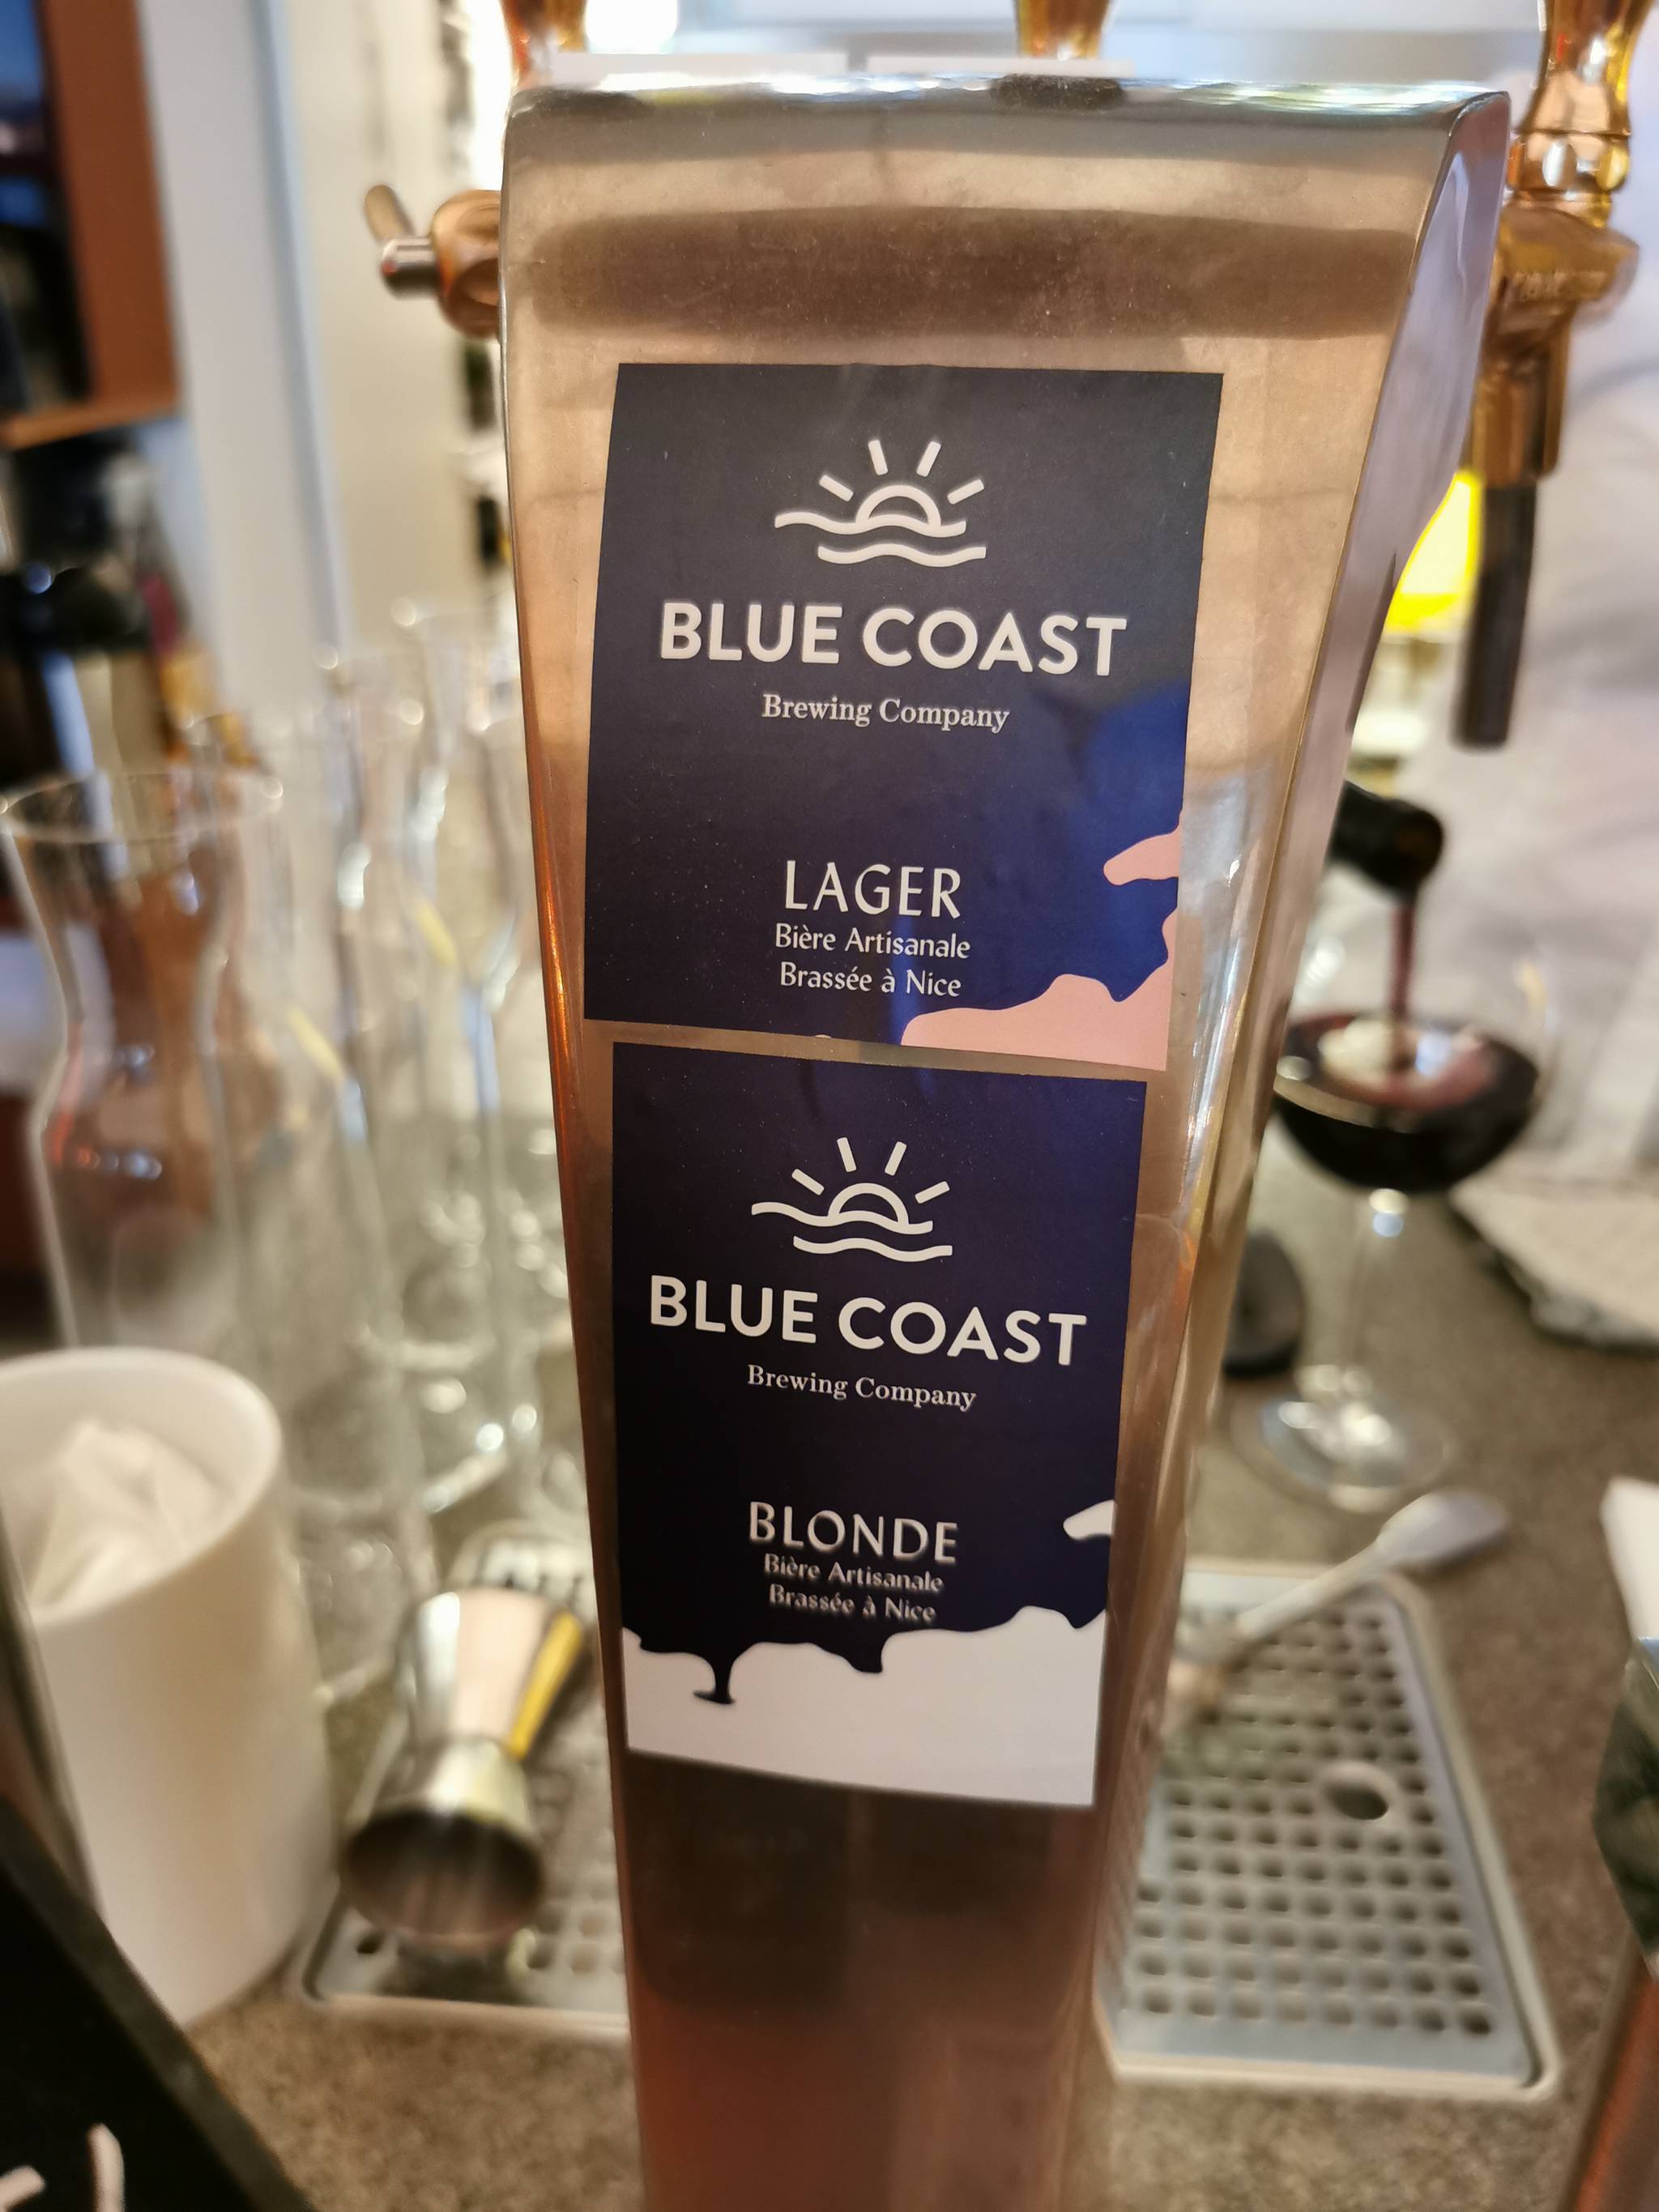 BLUE COAST
Brewing Company
LAGER
Bière Artisanale
Brassée à Nice
BLUE COAST
Brewing Company
BLONDE
Bière Artisanale
Brassée à Nice